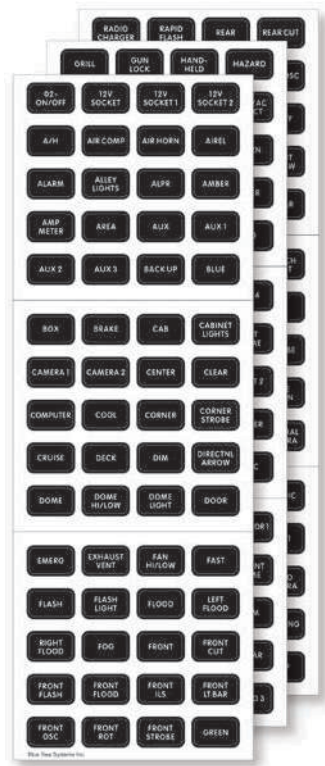 RADIO CHARGER
RAPID FLASH
REAR
REAR CUT
GRILL
GUN LOCK
HAND-HELD
HAZARD
02-ON/OFF
12V SOCKET
12V SOCKET 1
12V SOCKET 2
A/H
AIR COMP
AIR HORN
AIREL
ALARM
ALLEY LIGHTS
ALPR
AMBER
AMP METER
AREA
AUX
AUX 1
AUX 2
AUX 3
BACK UP
BLUE
BOX
BRAKE
CAB
CABINET LIGHTS
CAMERA 1
CAMERA 2
CENTER
CLEAR
COMPUTER
COOL
CORNER
CORNER STROBE
CRUISE
DECK
DIM
DIRECTNL ARROW
DOME
DOME HI/LOW
DOME LIGHT
DOOR
EMERG
EXHAUST VENT
FAN HI/LOW
FAST
FLASH
FLASH LIGHT
FLOOD
LEFT FLOOD
RIGHT FLOOD
FOG
FRONT
FRONT CUT
FRONT FLASH
FRONT FLOOD
FRONT ILS
FRONT LT BAR
FRONT OSC
FRONT ROT
FRONT STROBE
GREEN
Blue Sea Systems Inc.